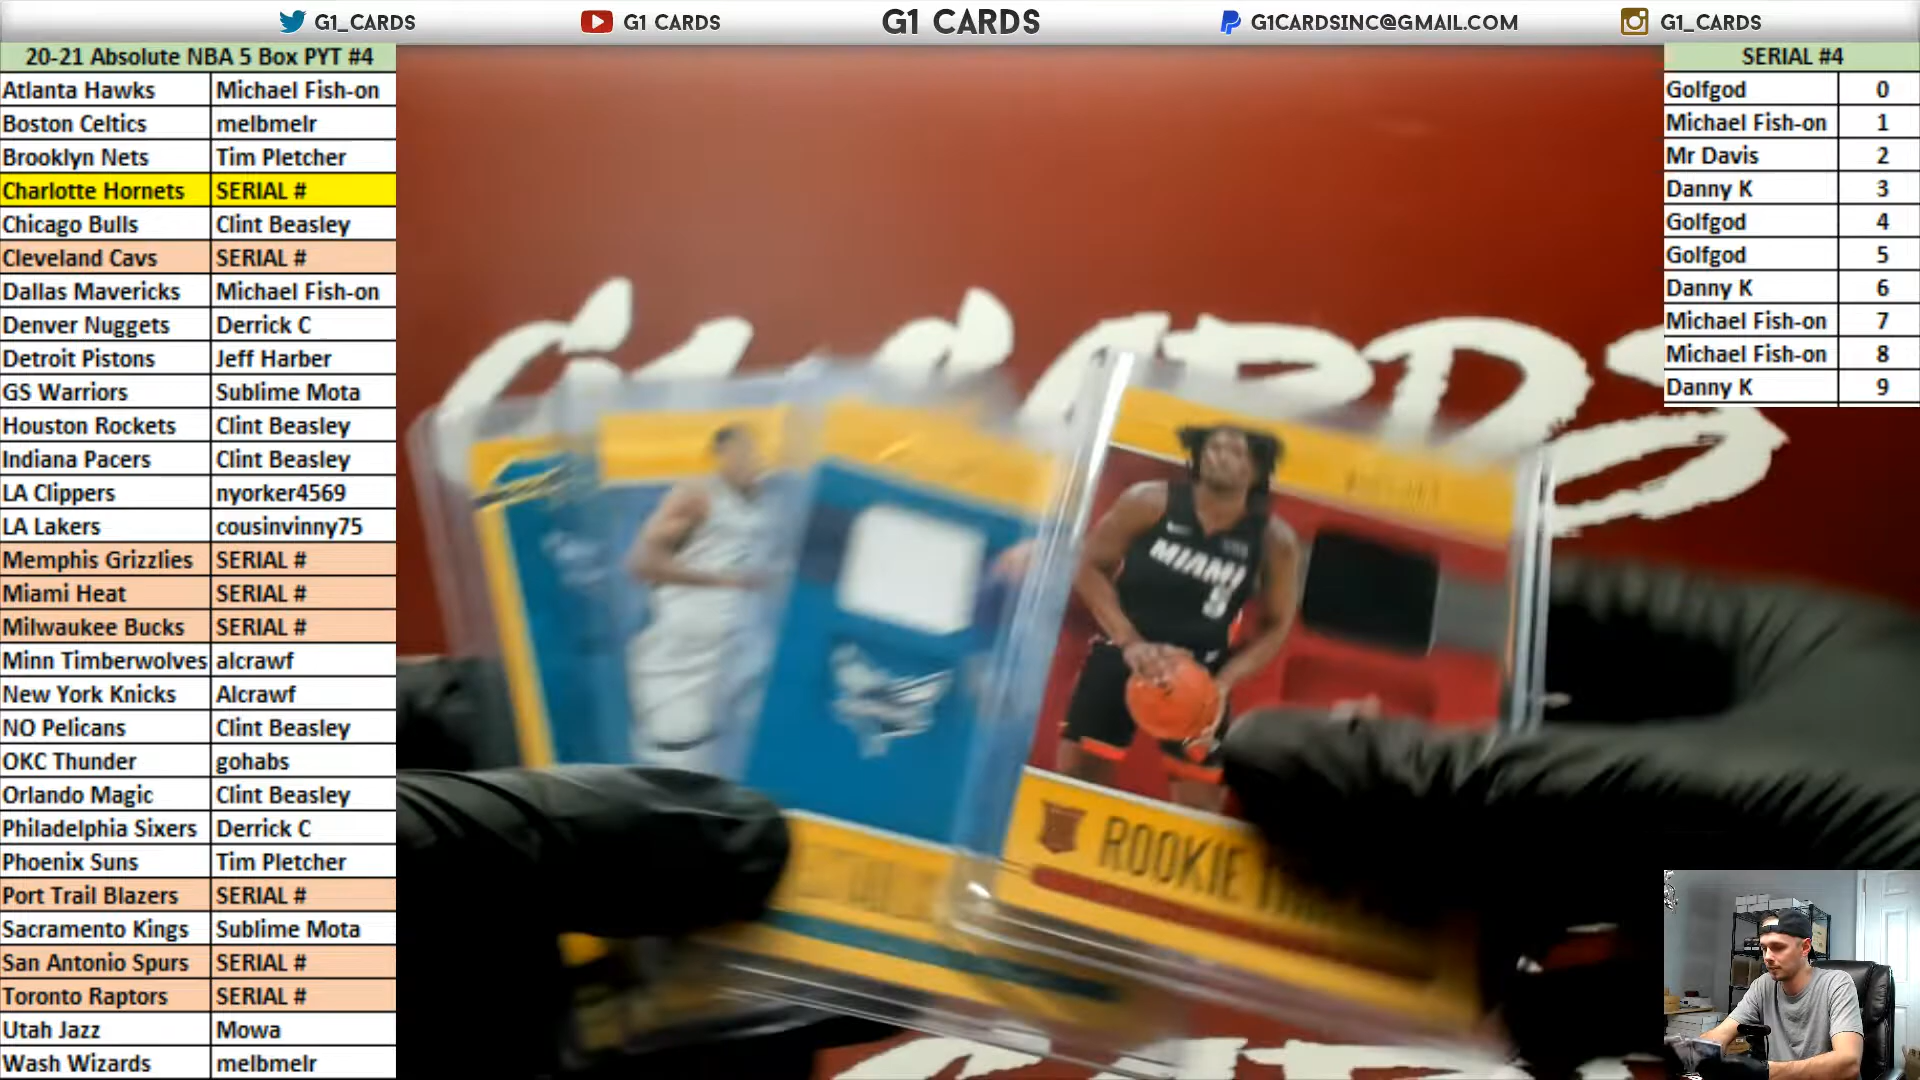 G1_CARDS G1 CARDS G1 CARDS G1CARDSINC@GMAIL.COM G1_CARDS
20-21 Absolute NBA 5 Box PYT #4
Atlanta Hawks Michael Fish-on
Boston Celtics melbmelr
Brooklyn Nets Tim Pletcher
Charlotte Hornets SERIAL #
Chicago Bulls Clint Beasley
Cleveland Cavs SERIAL #
Dallas Mavericks Michael Fish-on
Denver Nuggets Derrick C
Detroit Pistons Jeff Harber
GS Warriors Sublime Mota
Houston Rockets Clint Beasley
Indiana Pacers Clint Beasley
LA Clippers nyorker4569
LA Lakers cousinvinny75
Memphis Grizzlies SERIAL #
Miami Heat SERIAL #
Milwaukee Bucks SERIAL #
Minn Timberwolves alcrawf
New York Knicks Alcrawf
NO Pelicans Clint Beasley
OKC Thunder gohabs
Orlando Magic Clint Beasley
Philadelphia Sixers Derrick C
Phoenix Suns Tim Pletcher
Port Trail Blazers SERIAL #
Sacramento Kings Sublime Mota
San Antonio Spurs SERIAL #
Toronto Raptors SERIAL #
Utah Jazz Mowa
Wash Wizards melbmelr
SERIAL #4
Golfgod 0
Michael Fish-on 1
Mr Davis 2
Danny K 3
Golfgod 4
Golfgod 5
Danny K 6
Michael Fish-on 7
Michael Fish-on 8
Danny K 9
G1 CARDS
MIAMI
5
ROOKIE